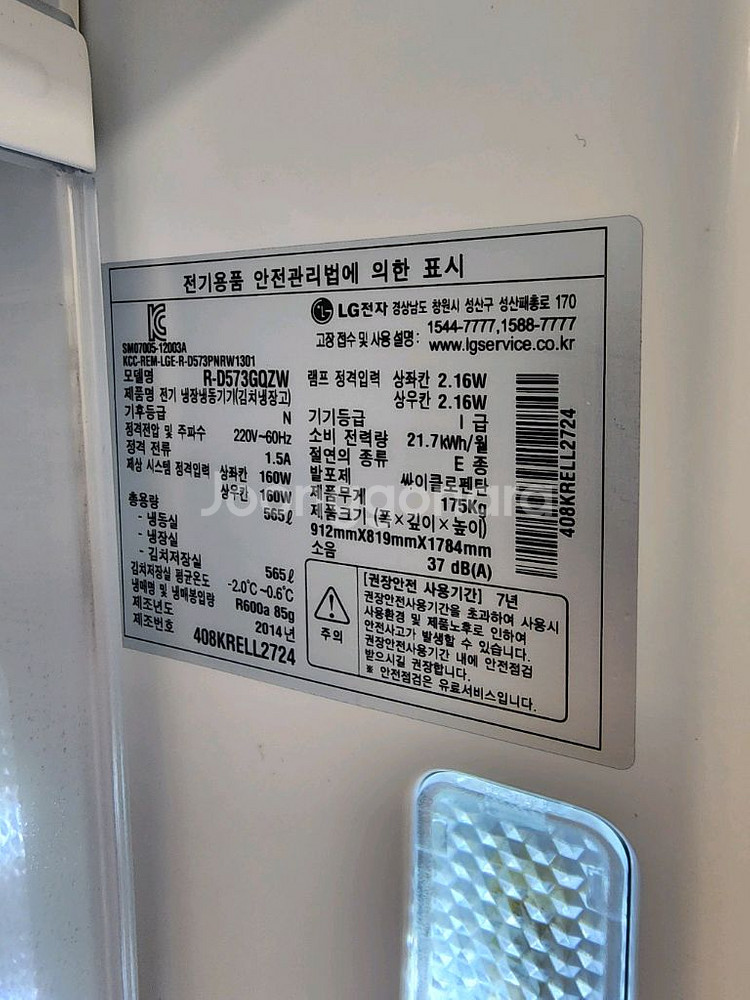 전기용품 안전관리법에 의한 표시
SM07005-12003A
KCC-REM-LGE-R-D573PNRW1301
모델명 R-D573GQZW
제품명 전기 냉장냉동기기(김치냉장고)
기후등급 N
정격전압 및 주파수 220V~60Hz
정격 전류 1.5A
제상 시스템 정격입력 상좌칸 160W
상우칸 160W
총용량 565ℓ
- 냉동실
- 냉장실
- 김치저장실 565ℓ
김치저장실 평균온도 -2.0℃~0.6℃
냉매명 및 냉매봉입량 R600a 85g
제조년도 2014년
제조번호 408KRELL2724
LG전자 경상남도 창원시 성산구 성산패총로 170
고장 접수 및 사용 설명: 1544-7777,1588-7777
www.lgservice.co.kr
램프 정격입력 상좌칸 2.16W
상우칸 2.16W
기기등급 I 급
소비 전력량 21.7kWh/월
절연의 종류 E 종
발포제 싸이클로펜탄
제품무게 175Kg
제품크기 (폭×깊이×높이)
912mmX819mmX1784mm
소음 37 dB(A)
주의
[권장안전 사용기간] 7년
권장안전사용기간을 초과하여 사용시
사용환경 및 제품노후로 인하여
안전사고가 발생할 수 있습니다.
권장안전사용기간 내에 안전점검
받으시길 권장합니다.
※ 안전점검은 유료서비스입니다.
408KRELL2724
Joonggonara